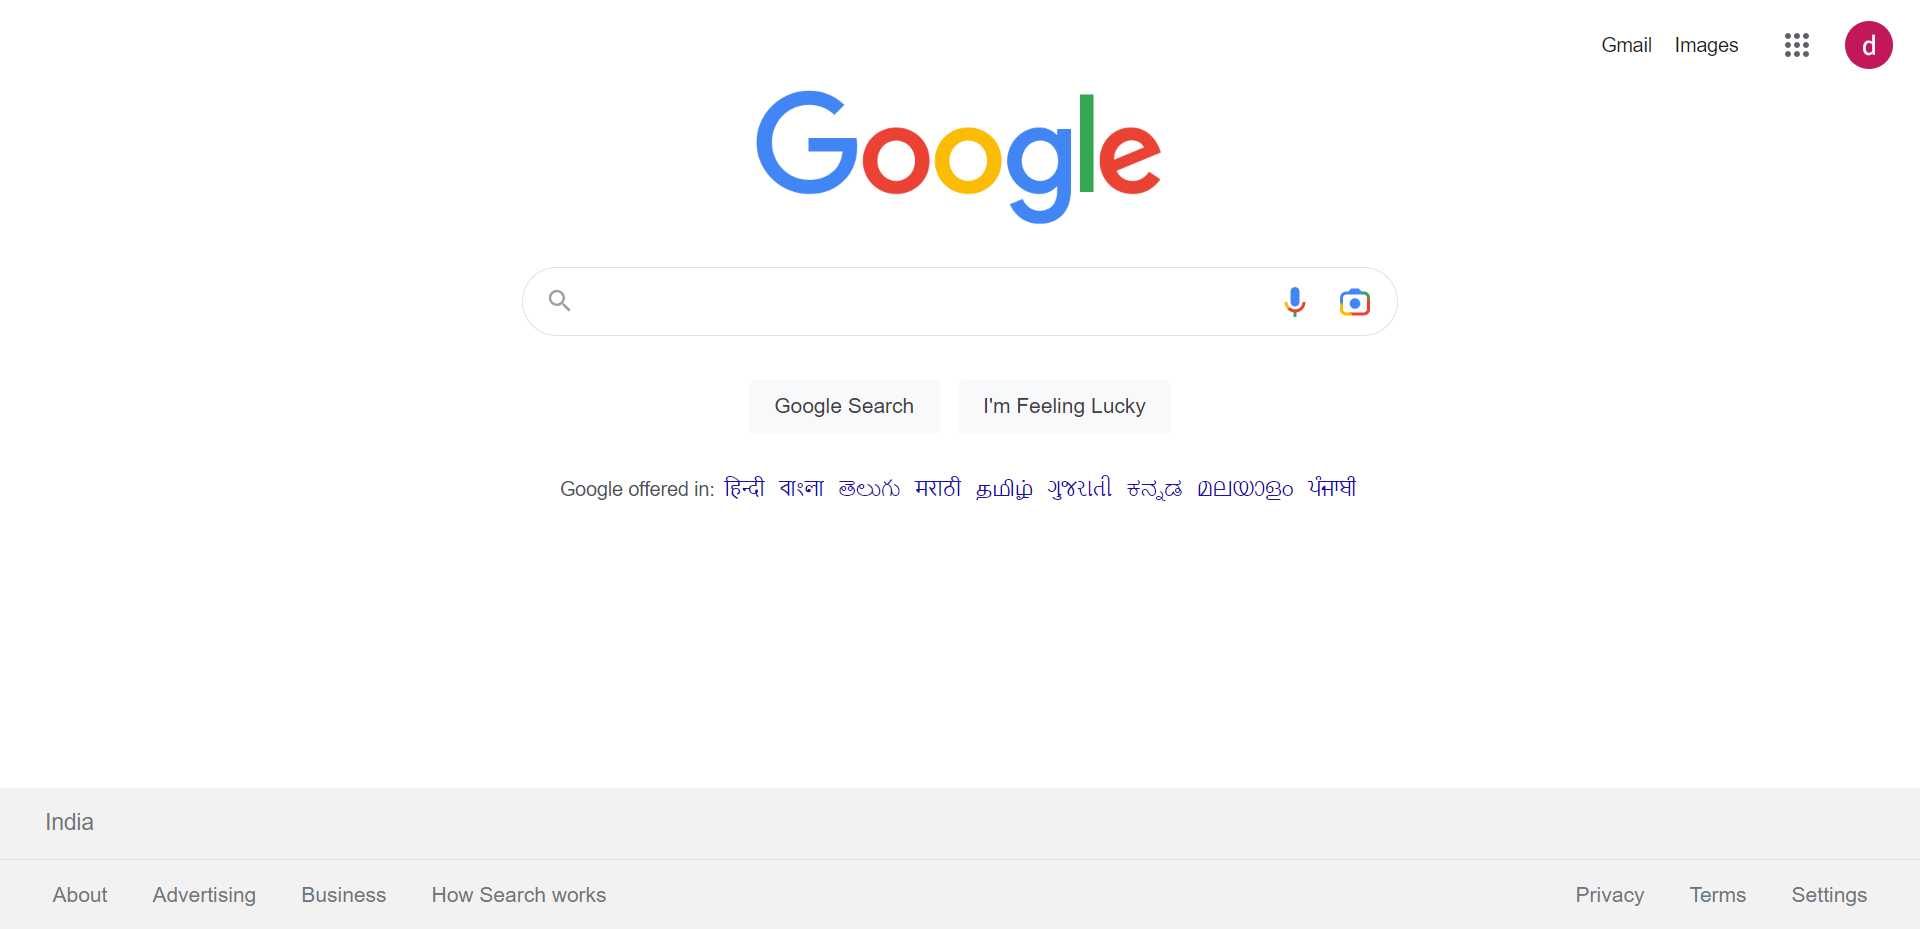 Gmail Images d
Google
Google Search I'm Feeling Lucky
Google offered in: हिन्दी বাংলা తెలుగు मराठी தமிழ் ગુજરાતી ಕನ್ನಡ മലയാളം ਪੰਜਾਬੀ
India
About Advertising Business How Search works Privacy Terms Settings